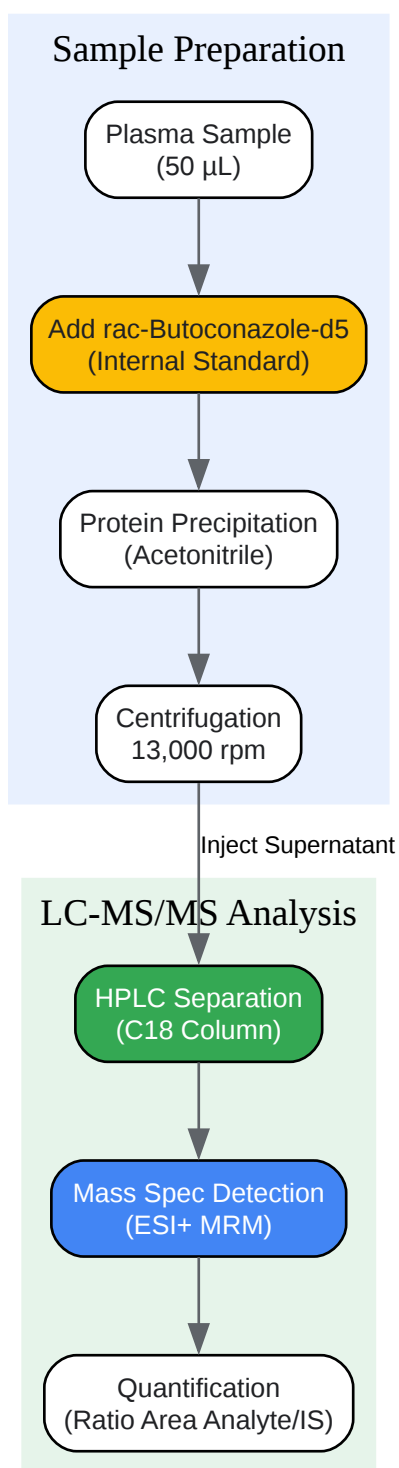 Sample Preparation
Plasma Sample
(50 µL)
Add rac-Butoconazole-d5
(Internal Standard)
Protein Precipitation
(Acetonitrile)
Centrifugation
13,000 rpm
Inject Supernatant
LC-MS/MS Analysis
HPLC Separation
(C18 Column)
Mass Spec Detection
(ESI+ MRM)
Quantification
(Ratio Area Analyte/IS)